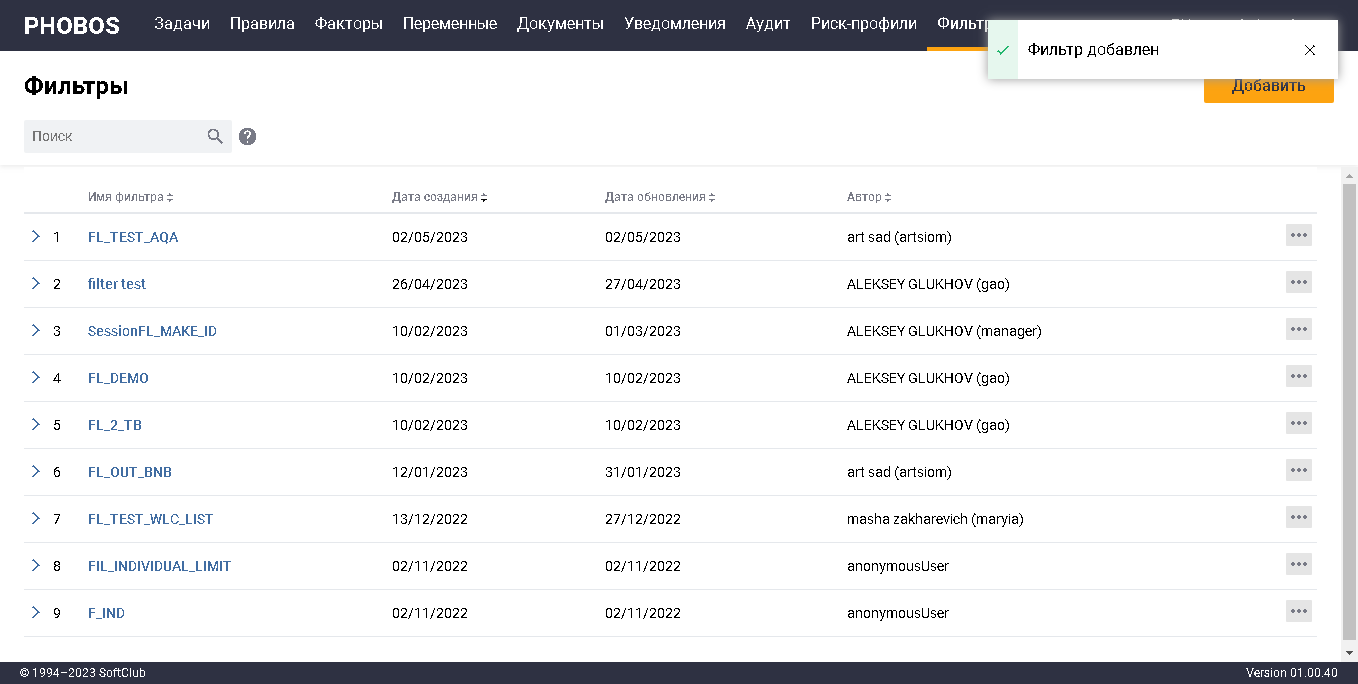 PHOBOS Задачи Правила Факторы Переменные Документы Уведомления Аудит Риск-профили
Фильтр добавлен
Фильтры
Добавить
Поиск
Имя фильтра Дата создания Дата обновления Автор
1 FL_TEST_AQA 02/05/2023 02/05/2023 art sad (artsiom)
2 filter test 26/04/2023 27/04/2023 ALEKSEY GLUKHOV (gao)
3 SessionFL_MAKE_ID 10/02/2023 01/03/2023 ALEKSEY GLUKHOV (manager)
4 FL_DEMO 10/02/2023 10/02/2023 ALEKSEY GLUKHOV (gao)
5 FL_2_TB 10/02/2023 10/02/2023 ALEKSEY GLUKHOV (gao)
6 FL_OUT_BNB 12/01/2023 31/01/2023 art sad (artsiom)
7 FL_TEST_WLC_LIST 13/12/2022 27/12/2022 masha zakharevich (maryia)
8 FIL_INDIVIDUAL_LIMIT 02/11/2022 02/11/2022 anonymousUser
9 F_IND 02/11/2022 02/11/2022 anonymousUser
© 1994–2023 SoftClub Version 01.00.40